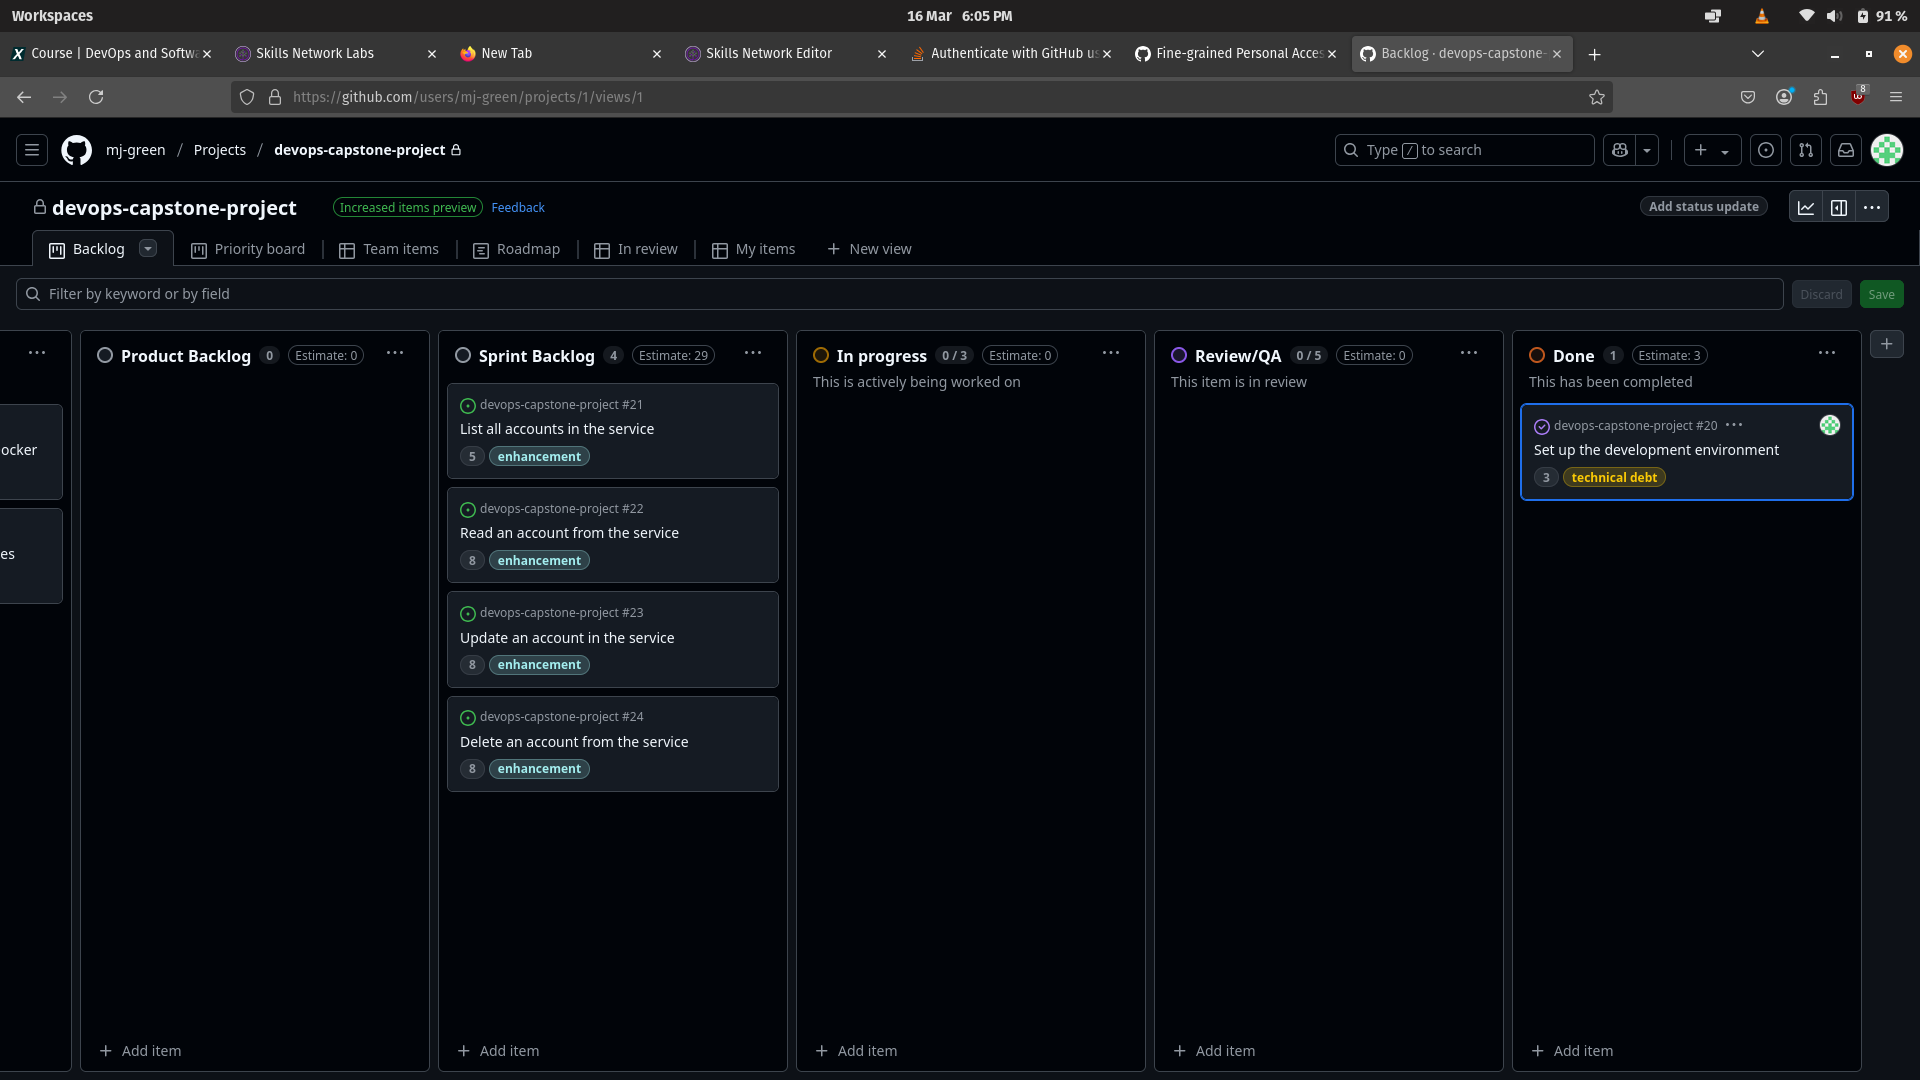 Workspaces
16 Mar 6:05 PM
91 %
Course | DevOps and Softwa
Skills Network Labs
New Tab
Skills Network Editor
Authenticate with GitHub us
Fine-grained Personal Acces
Backlog · devops-capstone-
https://github.com/users/mj-green/projects/1/views/1
8
mj-green / Projects / devops-capstone-project
Type / to search
devops-capstone-project
Increased items preview
Feedback
Add status update
Backlog
Priority board
Team items
Roadmap
In review
My items
New view
Filter by keyword or by field
Discard
Save
ocker
es
Product Backlog 0 Estimate: 0
Add item
Sprint Backlog 4 Estimate: 29
devops-capstone-project #21
List all accounts in the service
5 enhancement
devops-capstone-project #22
Read an account from the service
8 enhancement
devops-capstone-project #23
Update an account in the service
8 enhancement
devops-capstone-project #24
Delete an account from the service
8 enhancement
Add item
In progress 0 / 3 Estimate: 0
This is actively being worked on
Add item
Review/QA 0 / 5 Estimate: 0
This item is in review
Add item
Done 1 Estimate: 3
This has been completed
devops-capstone-project #20
Set up the development environment
3 technical debt
Add item